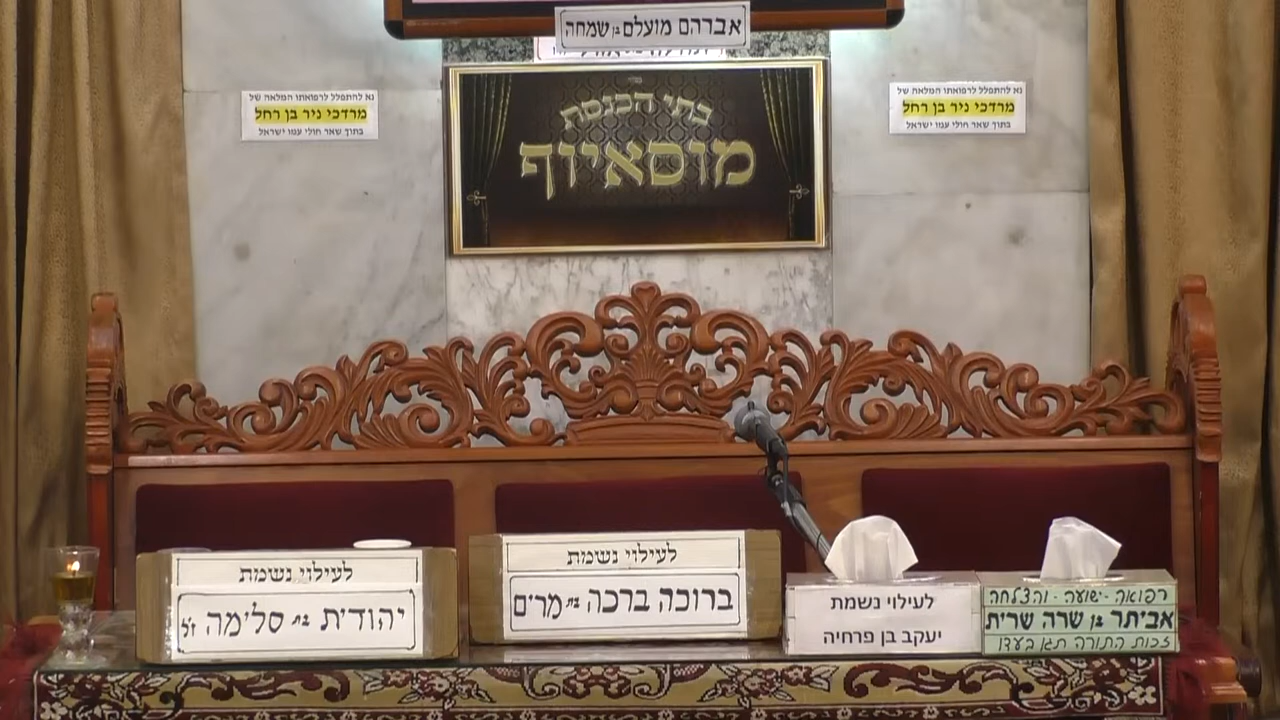 אברהם מועלם בן שמחה
נא להתפלל לרפואתו המלאה של
מרדכי ניר בן רחל
בתוך שאר חולי עמו ישראל
בתי הכנסת
מוסאיוף
נא להתפלל לרפואתו המלאה של
מרדכי ניר בן רחל
בתוך שאר חולי עמו ישראל
לעילוי נשמת
יהודית בת סלימה ז"ל
לעילוי נשמת
ברוכה ברכה בת מרים
לעילוי נשמת
יעקב בן פרחיה
רפואה - ישועה - והצלחה
אביתר בן שרה שרית
זכות התורה תגן בעדו